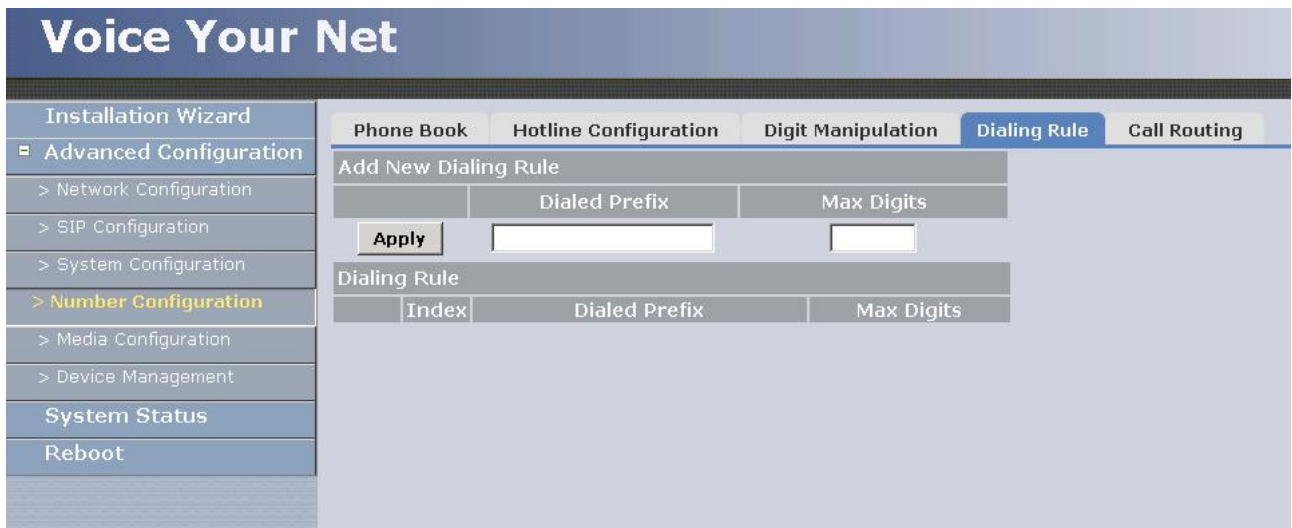 Voice Your Net
Installation Wizard
Advanced Configuration
> Network Configuration
> SIP Configuration
> System Configuration
> Number Configuration
> Media Configuration
> Device Management
System Status
Reboot
Phone Book Hotline Configuration Digit Manipulation Dialing Rule Call Routing
Add New Dialing Rule
Dialed Prefix Max Digits
Apply
Dialing Rule
Index Dialed Prefix Max Digits